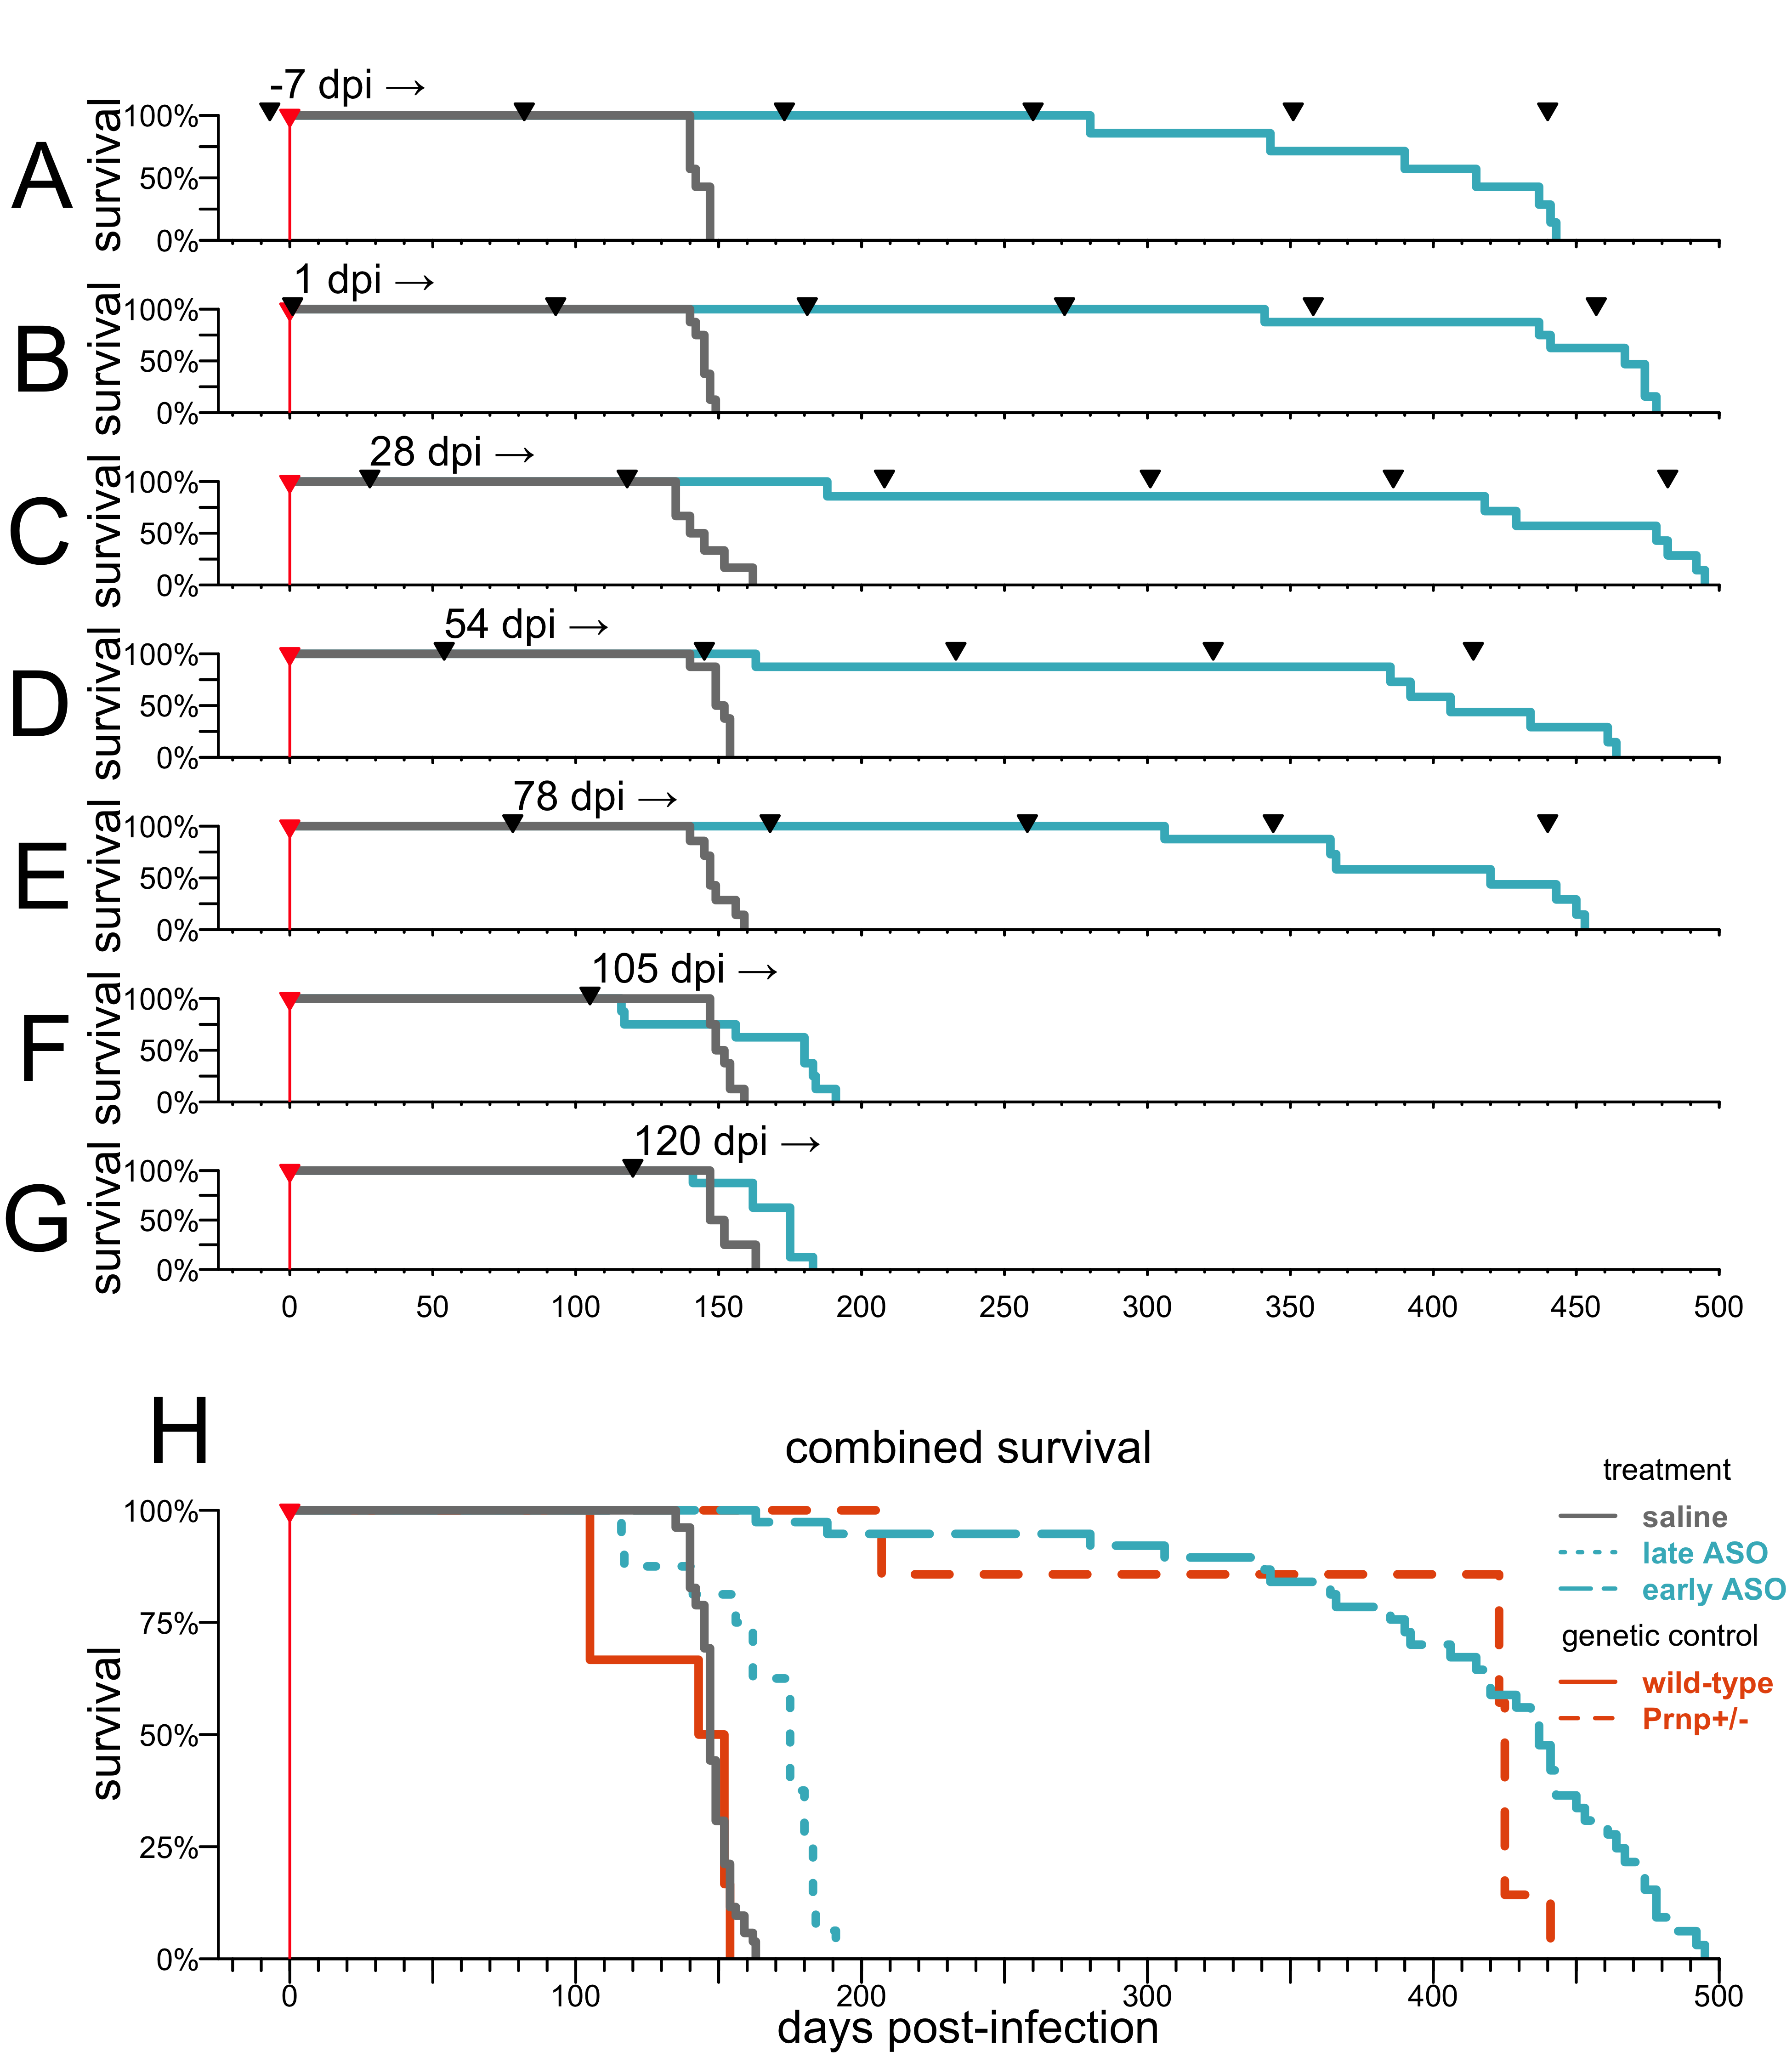 -7 dpi →
A
survival
100%
50%
0%
1 dpi →
B
survival
100%
50%
0%
28 dpi →
C
survival
100%
50%
0%
54 dpi →
D
survival
100%
50%
0%
78 dpi →
E
survival
100%
50%
0%
105 dpi →
F
survival
100%
50%
0%
120 dpi →
G
survival
100%
50%
0%
0 50 100 150 200 250 300 350 400 450 500
H
combined survival
treatment
saline
late ASO
early ASO
genetic control
wild-type
Prnp+/-
survival
100%
75%
50%
25%
0%
0 100 200 300 400 500
days post-infection